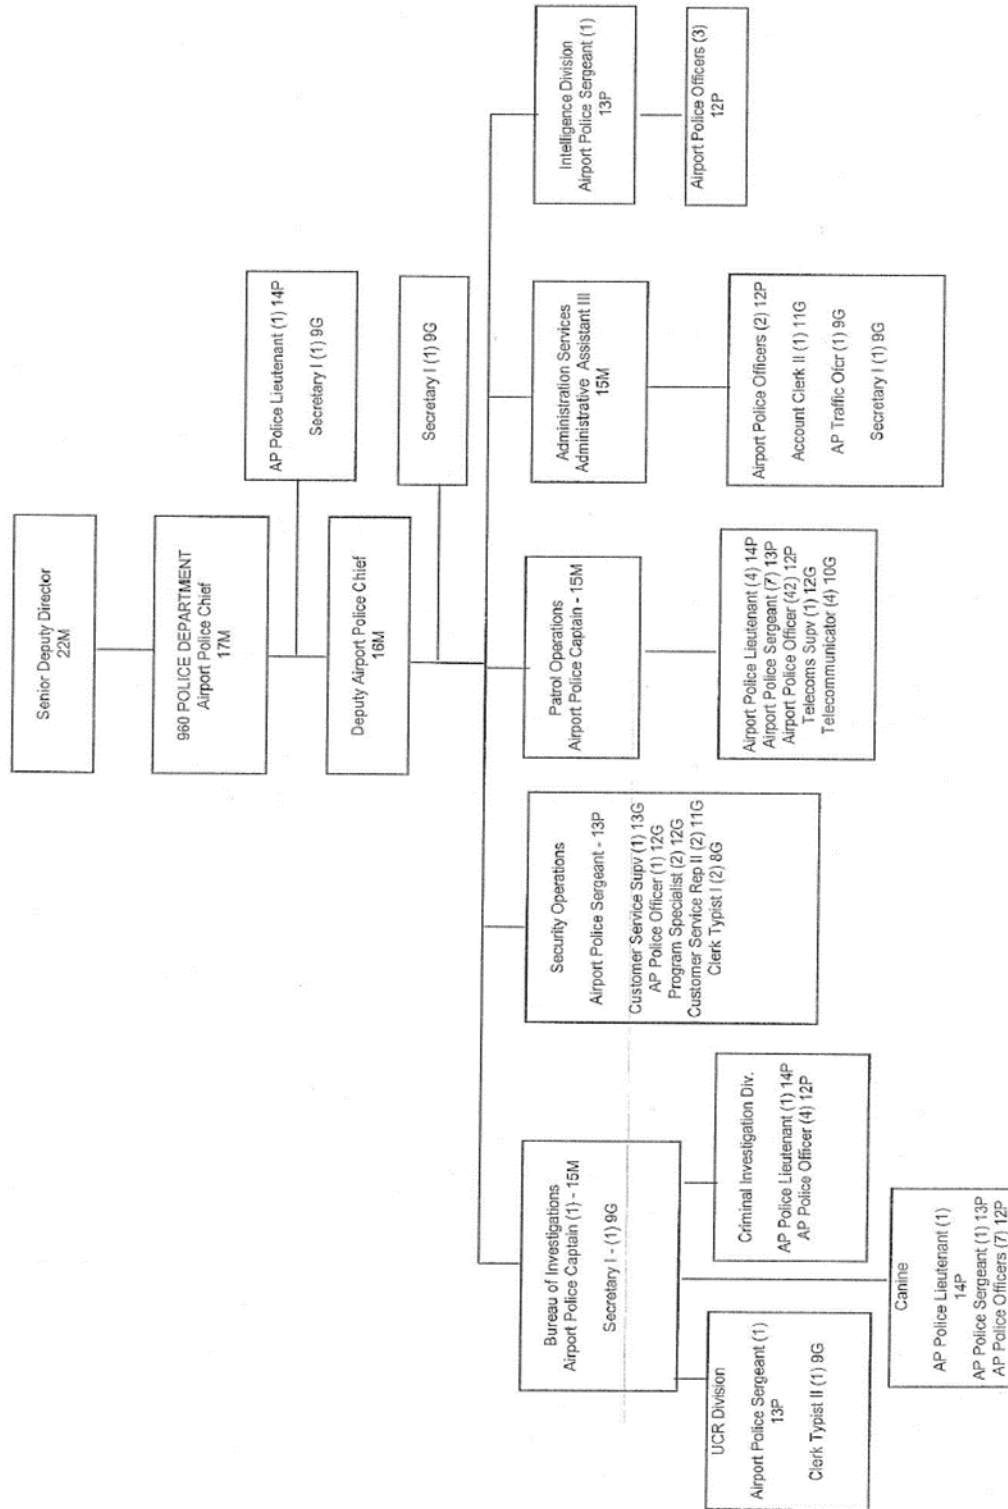 Senior Deputy Director
22M
960 POLICE DEPARTMENT
Airport Police Chief
17M
AP Police Lieutenant (1) 14P
Secretary I (1) 9G
Deputy Airport Police Chief
16M
Secretary I (1) 9G
Bureau of Investigations
Airport Police Captain (1) - 15M
Secretary I - (1) 9G
Security Operations
Airport Police Sergeant - 13P
Customer Service Supv (1) 13G
AP Police Officer (1) 12G
Program Specialist (2) 12G
Customer Service Rep II (2) 11G
Clerk Typist I (2) 8G
Patrol Operations
Airport Police Captain - 15M
Administration Services
Administrative Assistant III
15M
Intelligence Division
Airport Police Sergeant (1)
13P
UCR Division
Airport Police Sergeant (1)
13P
Clerk Typist II (1) 9G
Criminal Investigation Div.
AP Police Lieutenant (1) 14P
AP Police Officer (4) 12P
Airport Police Lieutenant (4) 14P
Airport Police Sergeant (7) 13P
Airport Police Officer (42) 12P
Telecoms Supv (1) 12G
Telecommunicator (4) 10G
Airport Police Officers (2) 12P
Account Clerk II (1) 11G
AP Traffic Ofcr (1) 9G
Secretary I (1) 9G
Airport Police Officers (3)
12P
Canine
AP Police Lieutenant (1)
14P
AP Police Sergeant (1) 13P
AP Police Officers (7) 12P